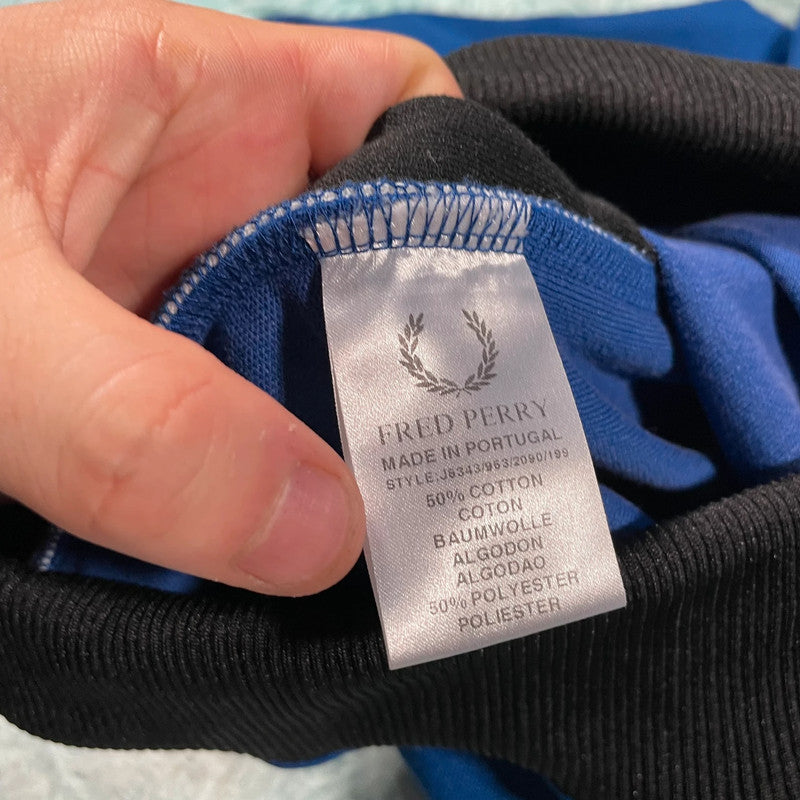 FRED PERRY
MADE IN PORTUGAL
STYLE.J6343/963/2090/199
50% COTTON
COTON
BAUMWOLLE
ALGODON
ALGODAO
50% POLYESTER
POLIESTER